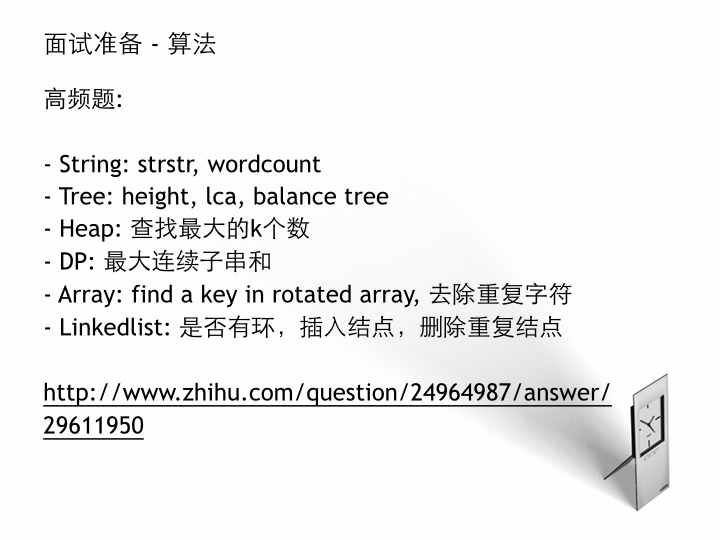 面试准备 - 算法
高频题:
- String: strstr, wordcount
- Tree: height, lca, balance tree
- Heap: 查找最大的k个数
- DP: 最大连续子串和
- Array: find a key in rotated array, 去除重复字符
- Linkedlist: 是否有环，插入结点，删除重复结点
http://www.zhihu.com/question/24964987/answer/
29611950